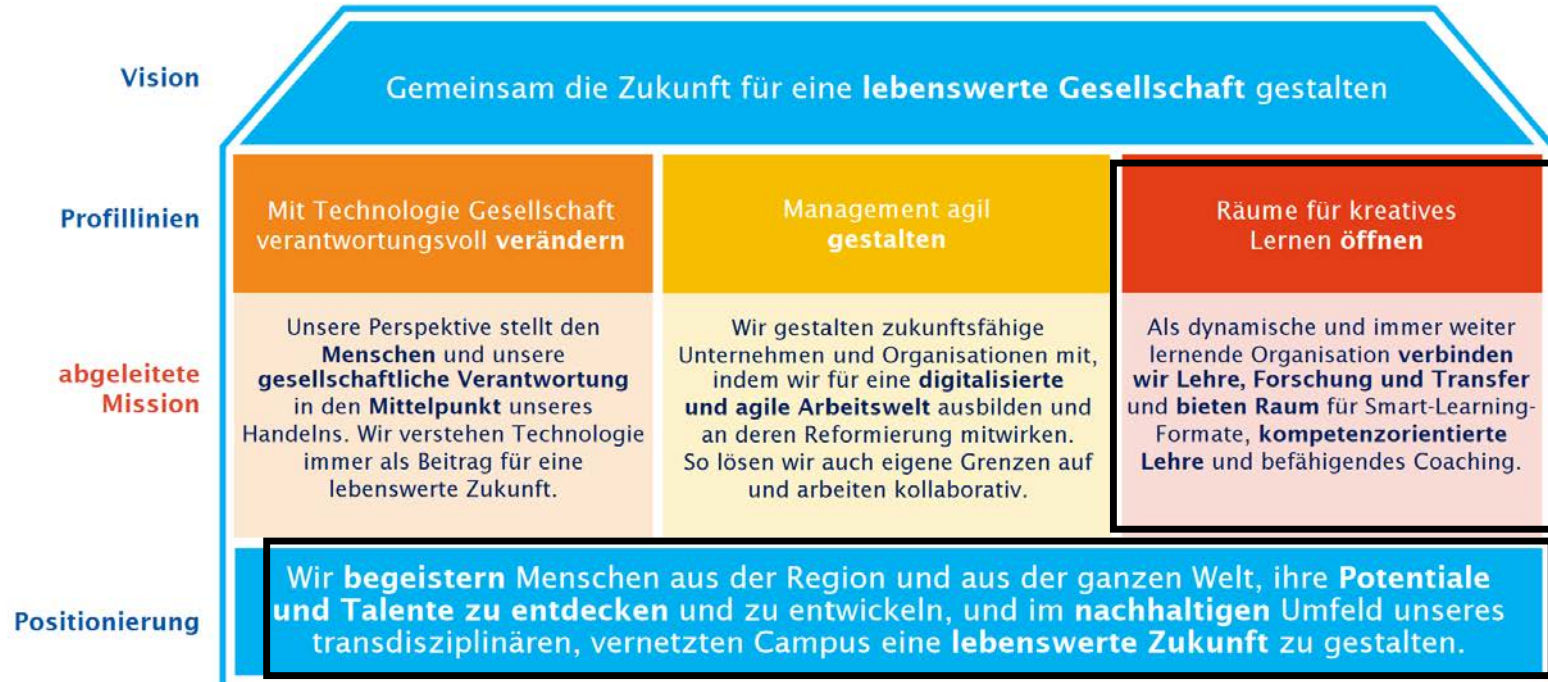 Vision
Gemeinsam die Zukunft für eine lebenswerte Gesellschaft gestalten
Profillinien
Mit Technologie Gesellschaft
verantwortungsvoll verändern
Management agil
gestalten
Räume für kreatives
Lernen öffnen
abgeleitete
Mission
Unsere Perspektive stellt den
Menschen und unsere
gesellschaftliche Verantwortung
in den Mittelpunkt unseres
Handelns. Wir verstehen Technologie
immer als Beitrag für eine
lebenswerte Zukunft.
Wir gestalten zukunftsfähige
Unternehmen und Organisationen mit,
indem wir für eine digitalisierte
und agile Arbeitswelt ausbilden und
an deren Reformierung mitwirken.
So lösen wir auch eigene Grenzen auf
und arbeiten kollaborativ.
Als dynamische und immer weiter
lernende Organisation verbinden
wir Lehre, Forschung und Transfer
und bieten Raum für Smart-Learning-
Formate, kompetenzorientierte
Lehre und befähigendes Coaching.
Positionierung
Wir begeistern Menschen aus der Region und aus der ganzen Welt, ihre Potentiale
und Talente zu entdecken und zu entwickeln, und im nachhaltigen Umfeld unseres
transdisziplinären, vernetzten Campus eine lebenswerte Zukunft zu gestalten.